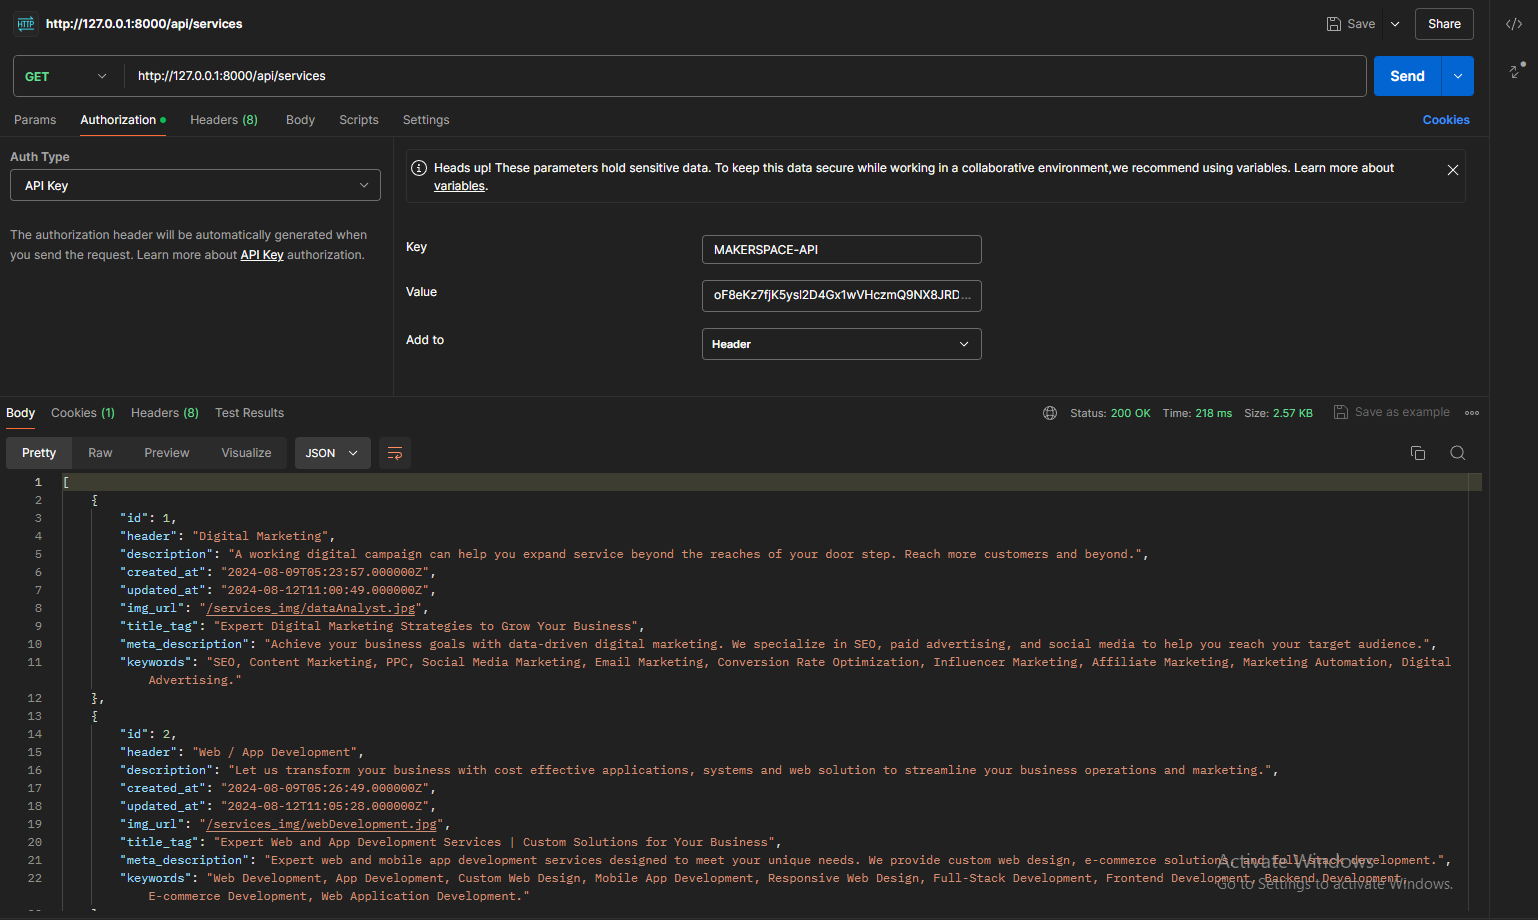 HTTP http://127.0.0.1:8000/api/services Save Share
GET http://127.0.0.1:8000/api/services Send
Params Authorization Headers (8) Body Scripts Settings Cookies
Auth Type
API Key
The authorization header will be automatically generated when
you send the request. Learn more about API Key authorization.
Heads up! These parameters hold sensitive data. To keep this data secure while working in a collaborative environment,we recommend using variables. Learn more about
variables.
Key MAKERSPACE-API
Value oF8eKz7fjK5ysl2D4Gx1wVHczmQ9NX8JRD...
Add to Header
Body Cookies (1) Headers (8) Test Results Status: 200 OK Time: 218 ms Size: 2.57 KB Save as example
Pretty Raw Preview Visualize JSON
1 [
2 {
3 "id": 1,
4 "header": "Digital Marketing",
5 "description": "A working digital campaign can help you expand service beyond the reaches of your door step. Reach more customers and beyond.",
6 "created_at": "2024-08-09T05:23:57.000000Z",
7 "updated_at": "2024-08-12T11:00:49.000000Z",
8 "img_url": "/services_img/dataAnalyst.jpg",
9 "title_tag": "Expert Digital Marketing Strategies to Grow Your Business",
10 "meta_description": "Achieve your business goals with data-driven digital marketing. We specialize in SEO, paid advertising, and social media to help you reach your target audience.",
11 "keywords": "SEO, Content Marketing, PPC, Social Media Marketing, Email Marketing, Conversion Rate Optimization, Influencer Marketing, Affiliate Marketing, Marketing Automation, Digital
Advertising."
12 },
13 {
14 "id": 2,
15 "header": "Web / App Development",
16 "description": "Let us transform your business with cost effective applications, systems and web solution to streamline your business operations and marketing.",
17 "created_at": "2024-08-09T05:26:49.000000Z",
18 "updated_at": "2024-08-12T11:05:28.000000Z",
19 "img_url": "/services_img/webDevelopment.jpg",
20 "title_tag": "Expert Web and App Development Services | Custom Solutions for Your Business",
21 "meta_description": "Expert web and mobile app development services designed to meet your unique needs. We provide custom web design, e-commerce solutions, and full-stack development.",
22 "keywords": "Web Development, App Development, Custom Web Design, Mobile App Development, Responsive Web Design, Full-Stack Development, Frontend Development, Backend Development,
E-commerce Development, Web Application Development."
Activate Windows
Go to Settings to activate Windows.